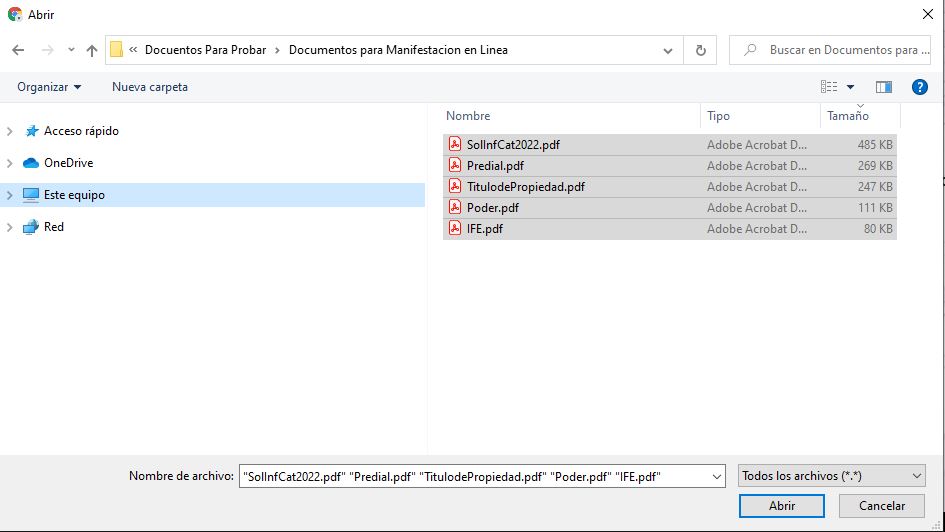 Abrir
« Docuentos Para Probar › Documentos para Manifestacion en Linea
Buscar en Documentos para ...
Organizar
Nueva carpeta
Acceso rápido
OneDrive
Este equipo
Red
Nombre Tipo Tamaño
SolInfCat2022.pdf Adobe Acrobat D... 485 KB
Predial.pdf Adobe Acrobat D... 269 KB
TitulodePropiedad.pdf Adobe Acrobat D... 247 KB
Poder.pdf Adobe Acrobat D... 111 KB
IFE.pdf Adobe Acrobat D... 80 KB
Nombre de archivo: "SolInfCat2022.pdf" "Predial.pdf" "TitulodePropiedad.pdf" "Poder.pdf" "IFE.pdf"
Todos los archivos (*.*)
Abrir
Cancelar